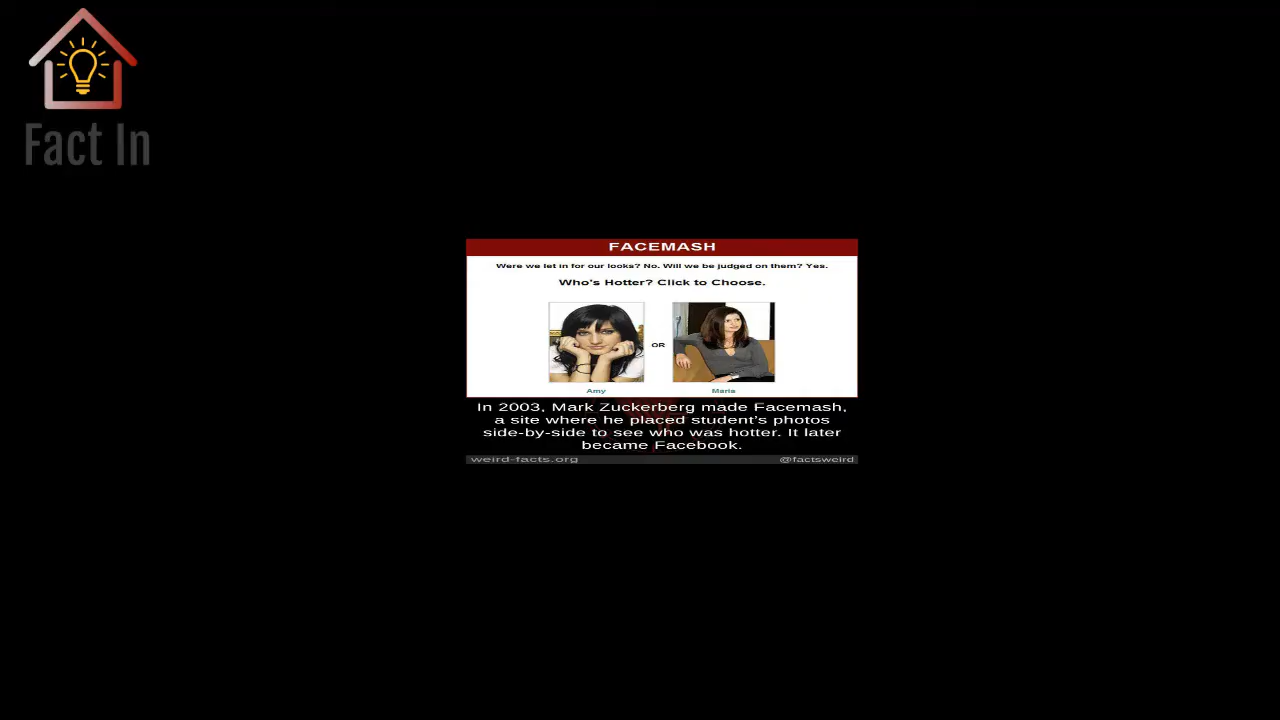 Fact In
FACEMASH
Were we let in for our looks? No. Will we be judged on them? Yes.
Who's Hotter? Click to Choose.
OR
Amy
Maria
In 2003, Mark Zuckerberg made Facemash,
a site where he placed student's photos
side-by-side to see who was hotter. It later
became Facebook.
weird-facts.org
@factsweird